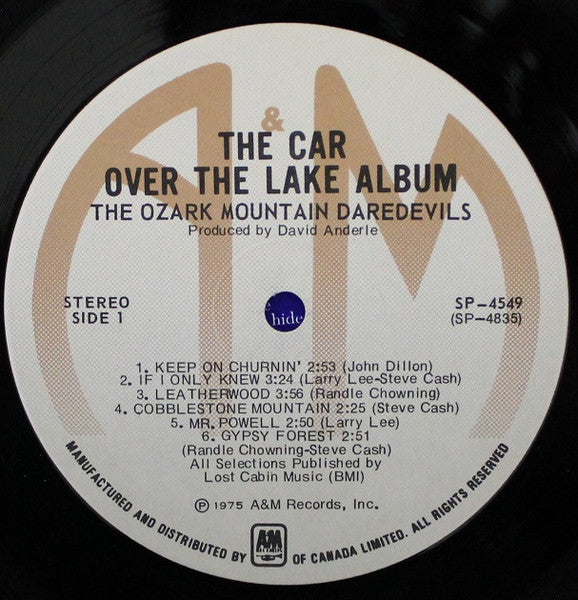 A&M
THE CAR
OVER THE LAKE ALBUM
THE OZARK MOUNTAIN DAREDEVILS
Produced by David Anderle
STEREO
SIDE 1
hide
SP-4549
(SP-4835)
1. KEEP ON CHURNIN' 2:53 (John Dillon)
2. IF I ONLY KNEW 3:24 (Larry Lee-Steve Cash)
3. LEATHERWOOD 3:56 (Randle Chowning)
4. COBBLESTONE MOUNTAIN 2:25 (Steve Cash)
5. MR. POWELL 2:50 (Larry Lee)
6. GYPSY FOREST 2:51
(Randle Chowning-Steve Cash)
All Selections Published by
Lost Cabin Music (BMI)
℗ 1975 A&M Records, Inc.
MANUFACTURED AND DISTRIBUTED BY A&M RECORDS OF CANADA LIMITED. ALL RIGHTS RESERVED